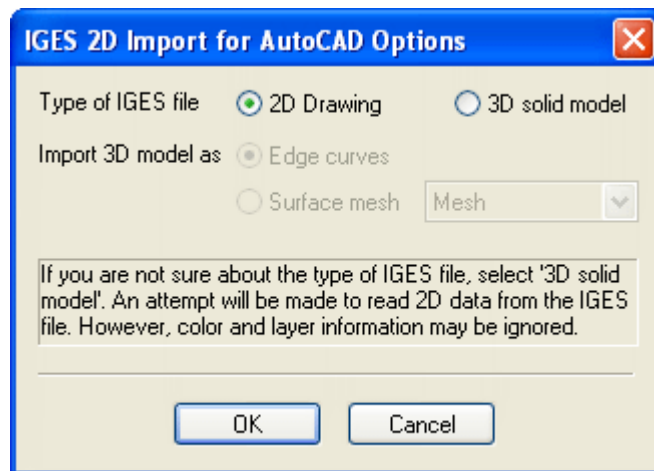 IGES 2D Import for AutoCAD Options
Type of IGES file 2D Drawing 3D solid model
Import 3D model as Edge curves
Surface mesh Mesh
If you are not sure about the type of IGES file, select '3D solid
model'. An attempt will be made to read 2D data from the IGES
file. However, color and layer information may be ignored.
OK Cancel